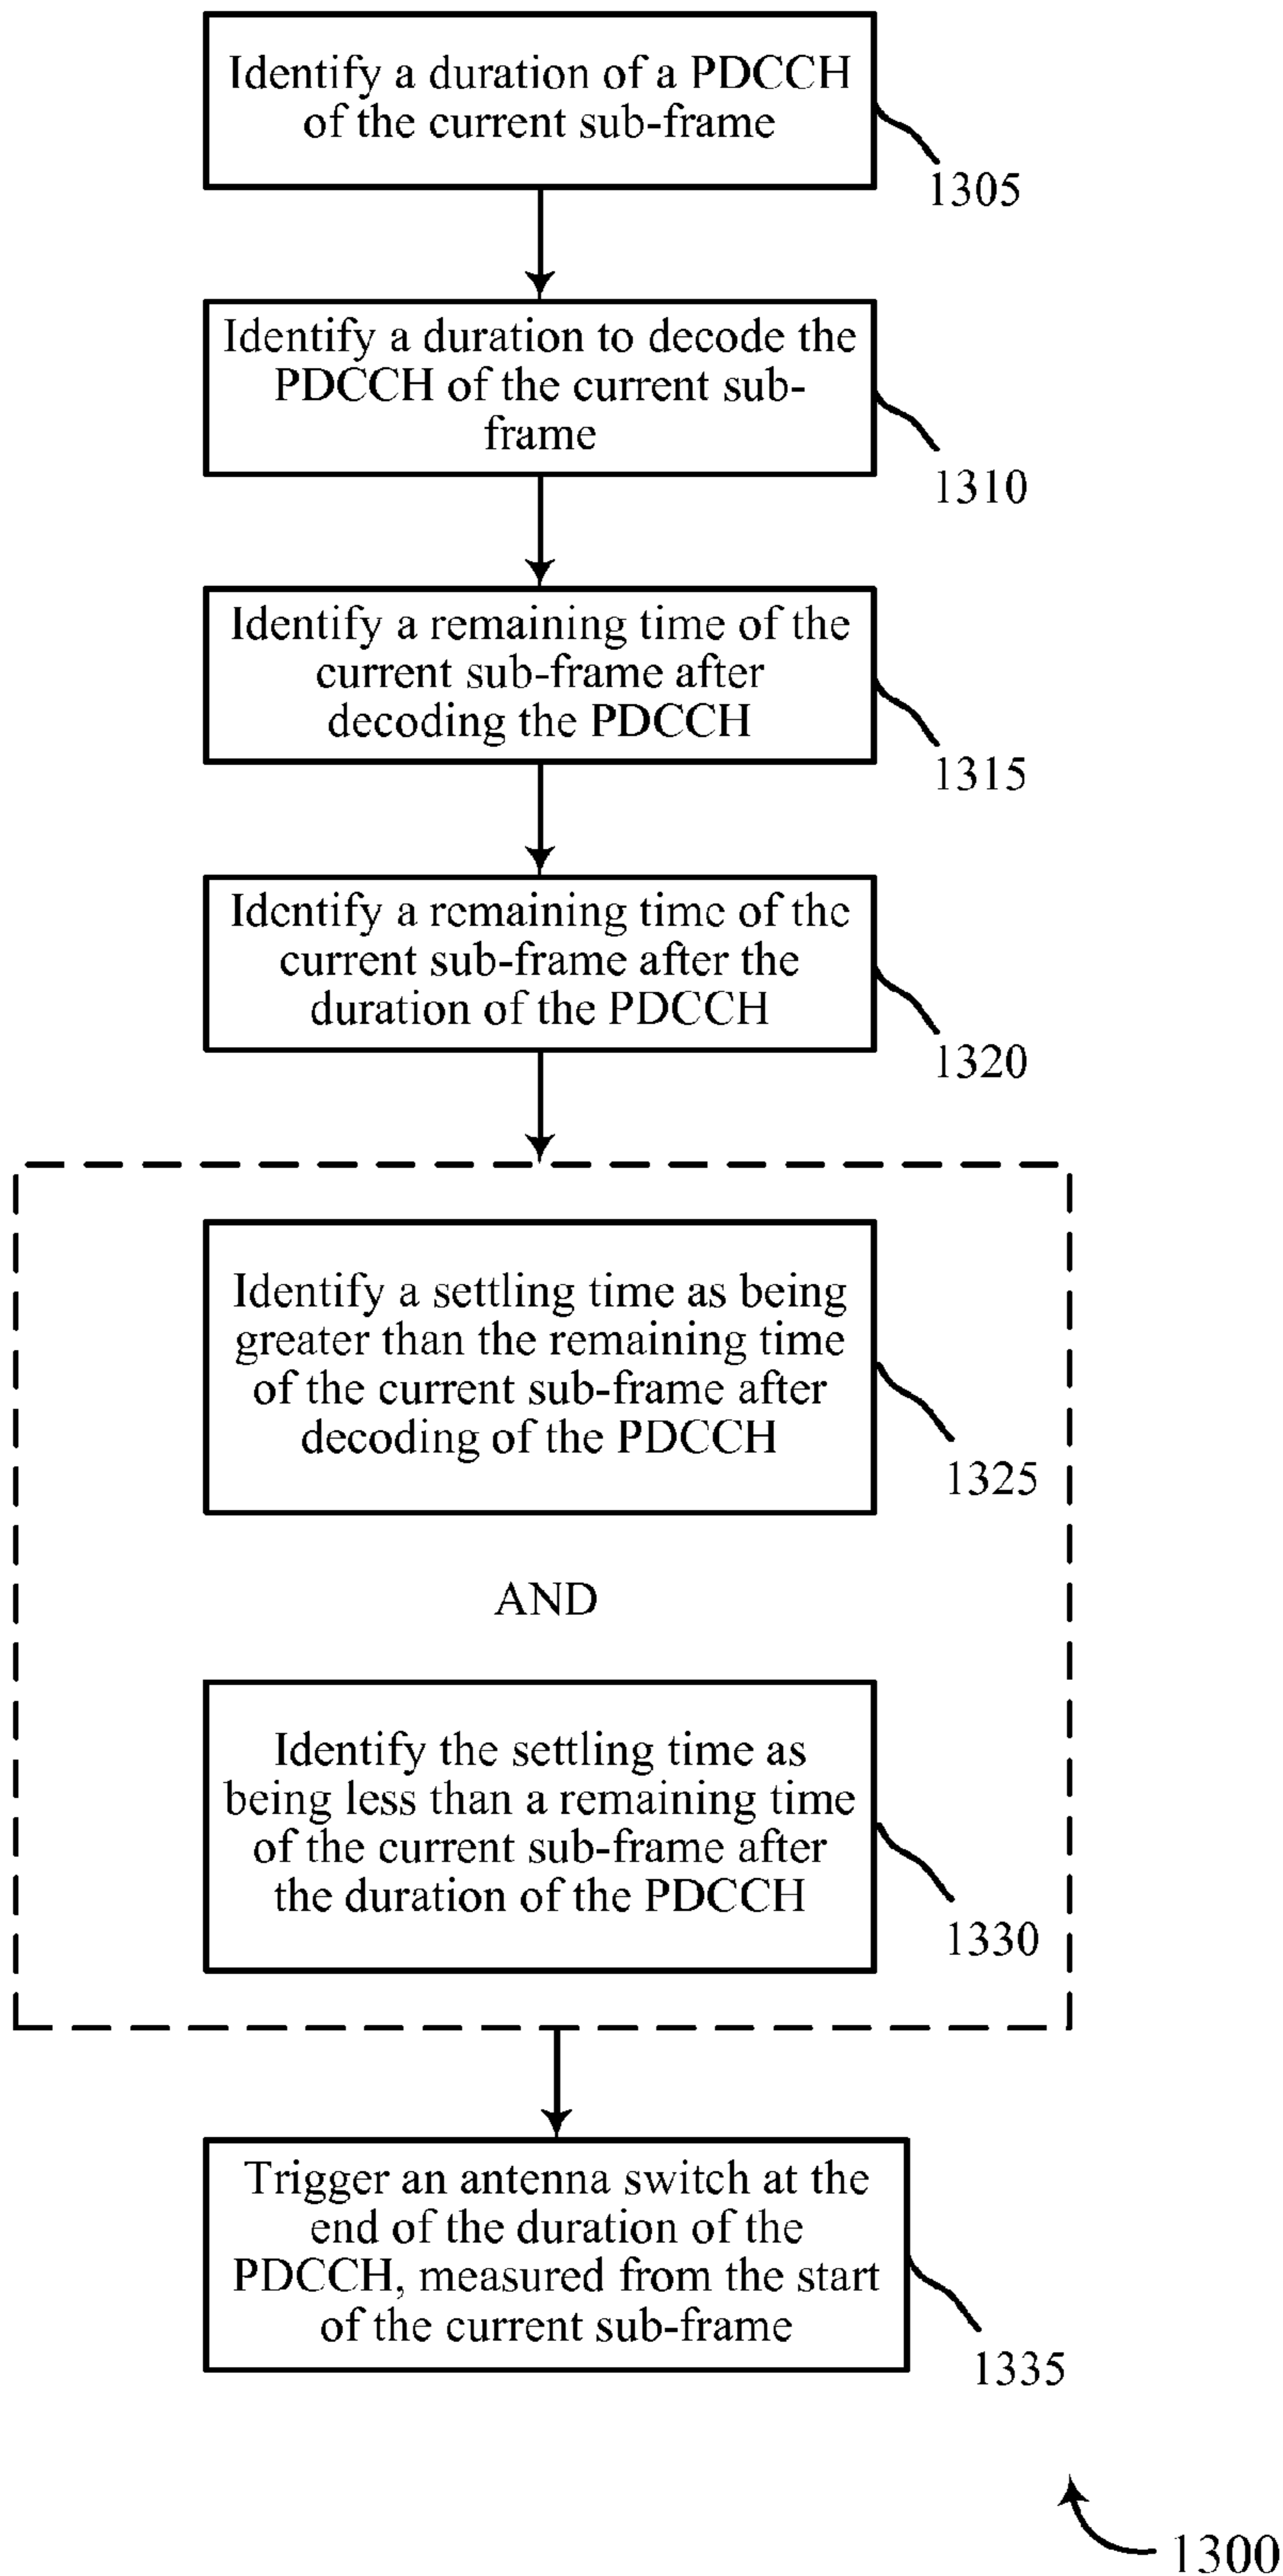 Identify a duration of a PDCCH
of the current sub-frame
1305
Identify a duration to decode the
PDCCH of the current sub-
frame
1310
Identify a remaining time of the
current sub-frame after
decoding the PDCCH
1315
Identify a remaining time of the
current sub-frame after the
duration of the PDCCH
1320
Identify a settling time as being
greater than the remaining time
of the current sub-frame after
decoding of the PDCCH
1325
AND
Identify the settling time as
being less than a remaining time
of the current sub-frame after
the duration of the PDCCH
1330
Trigger an antenna switch at the
end of the duration of the
PDCCH, measured from the start
of the current sub-frame
1335
1300